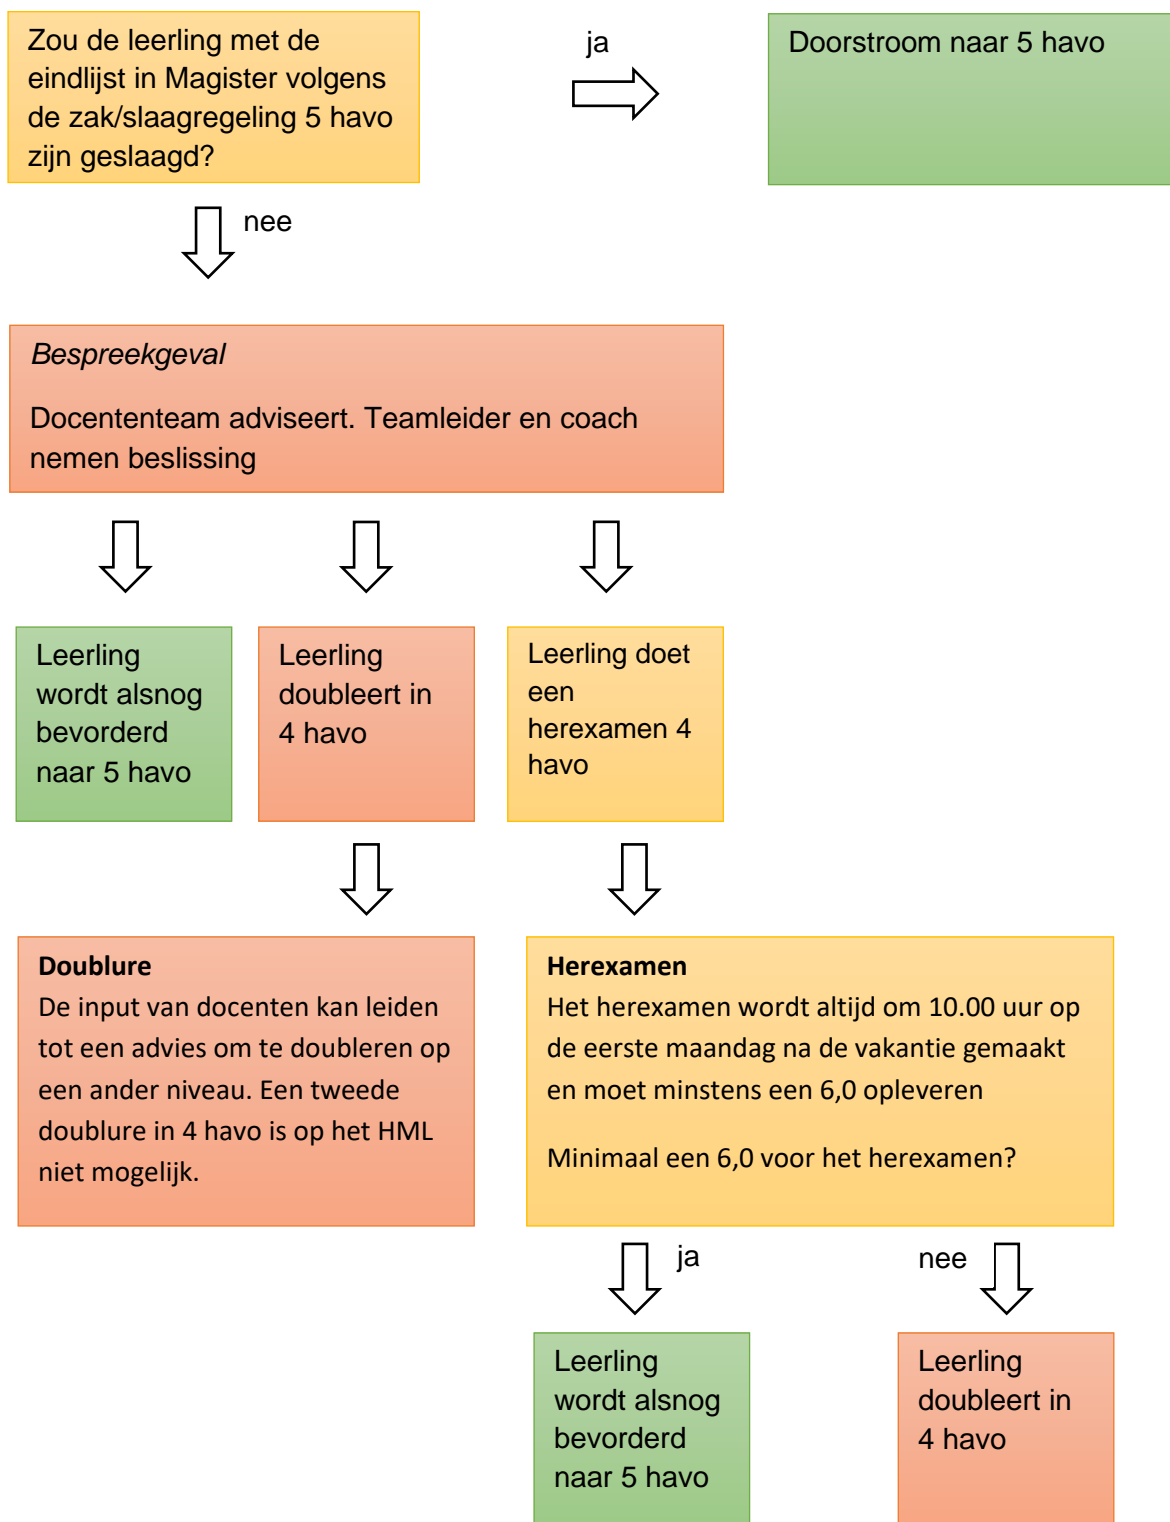 Zou de leerling met de
eindlijst in Magister volgens
de zak/slaagregeling 5 havo
zijn geslaagd?
ja
Doorstroom naar 5 havo
nee
Bespreekgeval
Docententeam adviseert. Teamleider en coach
nemen beslissing
Leerling
wordt alsnog
bevorderd
naar 5 havo
Leerling
doubleert in
4 havo
Leerling doet
een
herexamen 4
havo
Doublure
De input van docenten kan leiden
tot een advies om te doubleren op
een ander niveau. Een tweede
doublure in 4 havo is op het HML
niet mogelijk.
Herexamen
Het herexamen wordt altijd om 10.00 uur op
de eerste maandag na de vakantie gemaakt
en moet minstens een 6,0 opleveren
Minimaal een 6,0 voor het herexamen?
ja
nee
Leerling
wordt alsnog
bevorderd
naar 5 havo
Leerling
doubleert in
4 havo